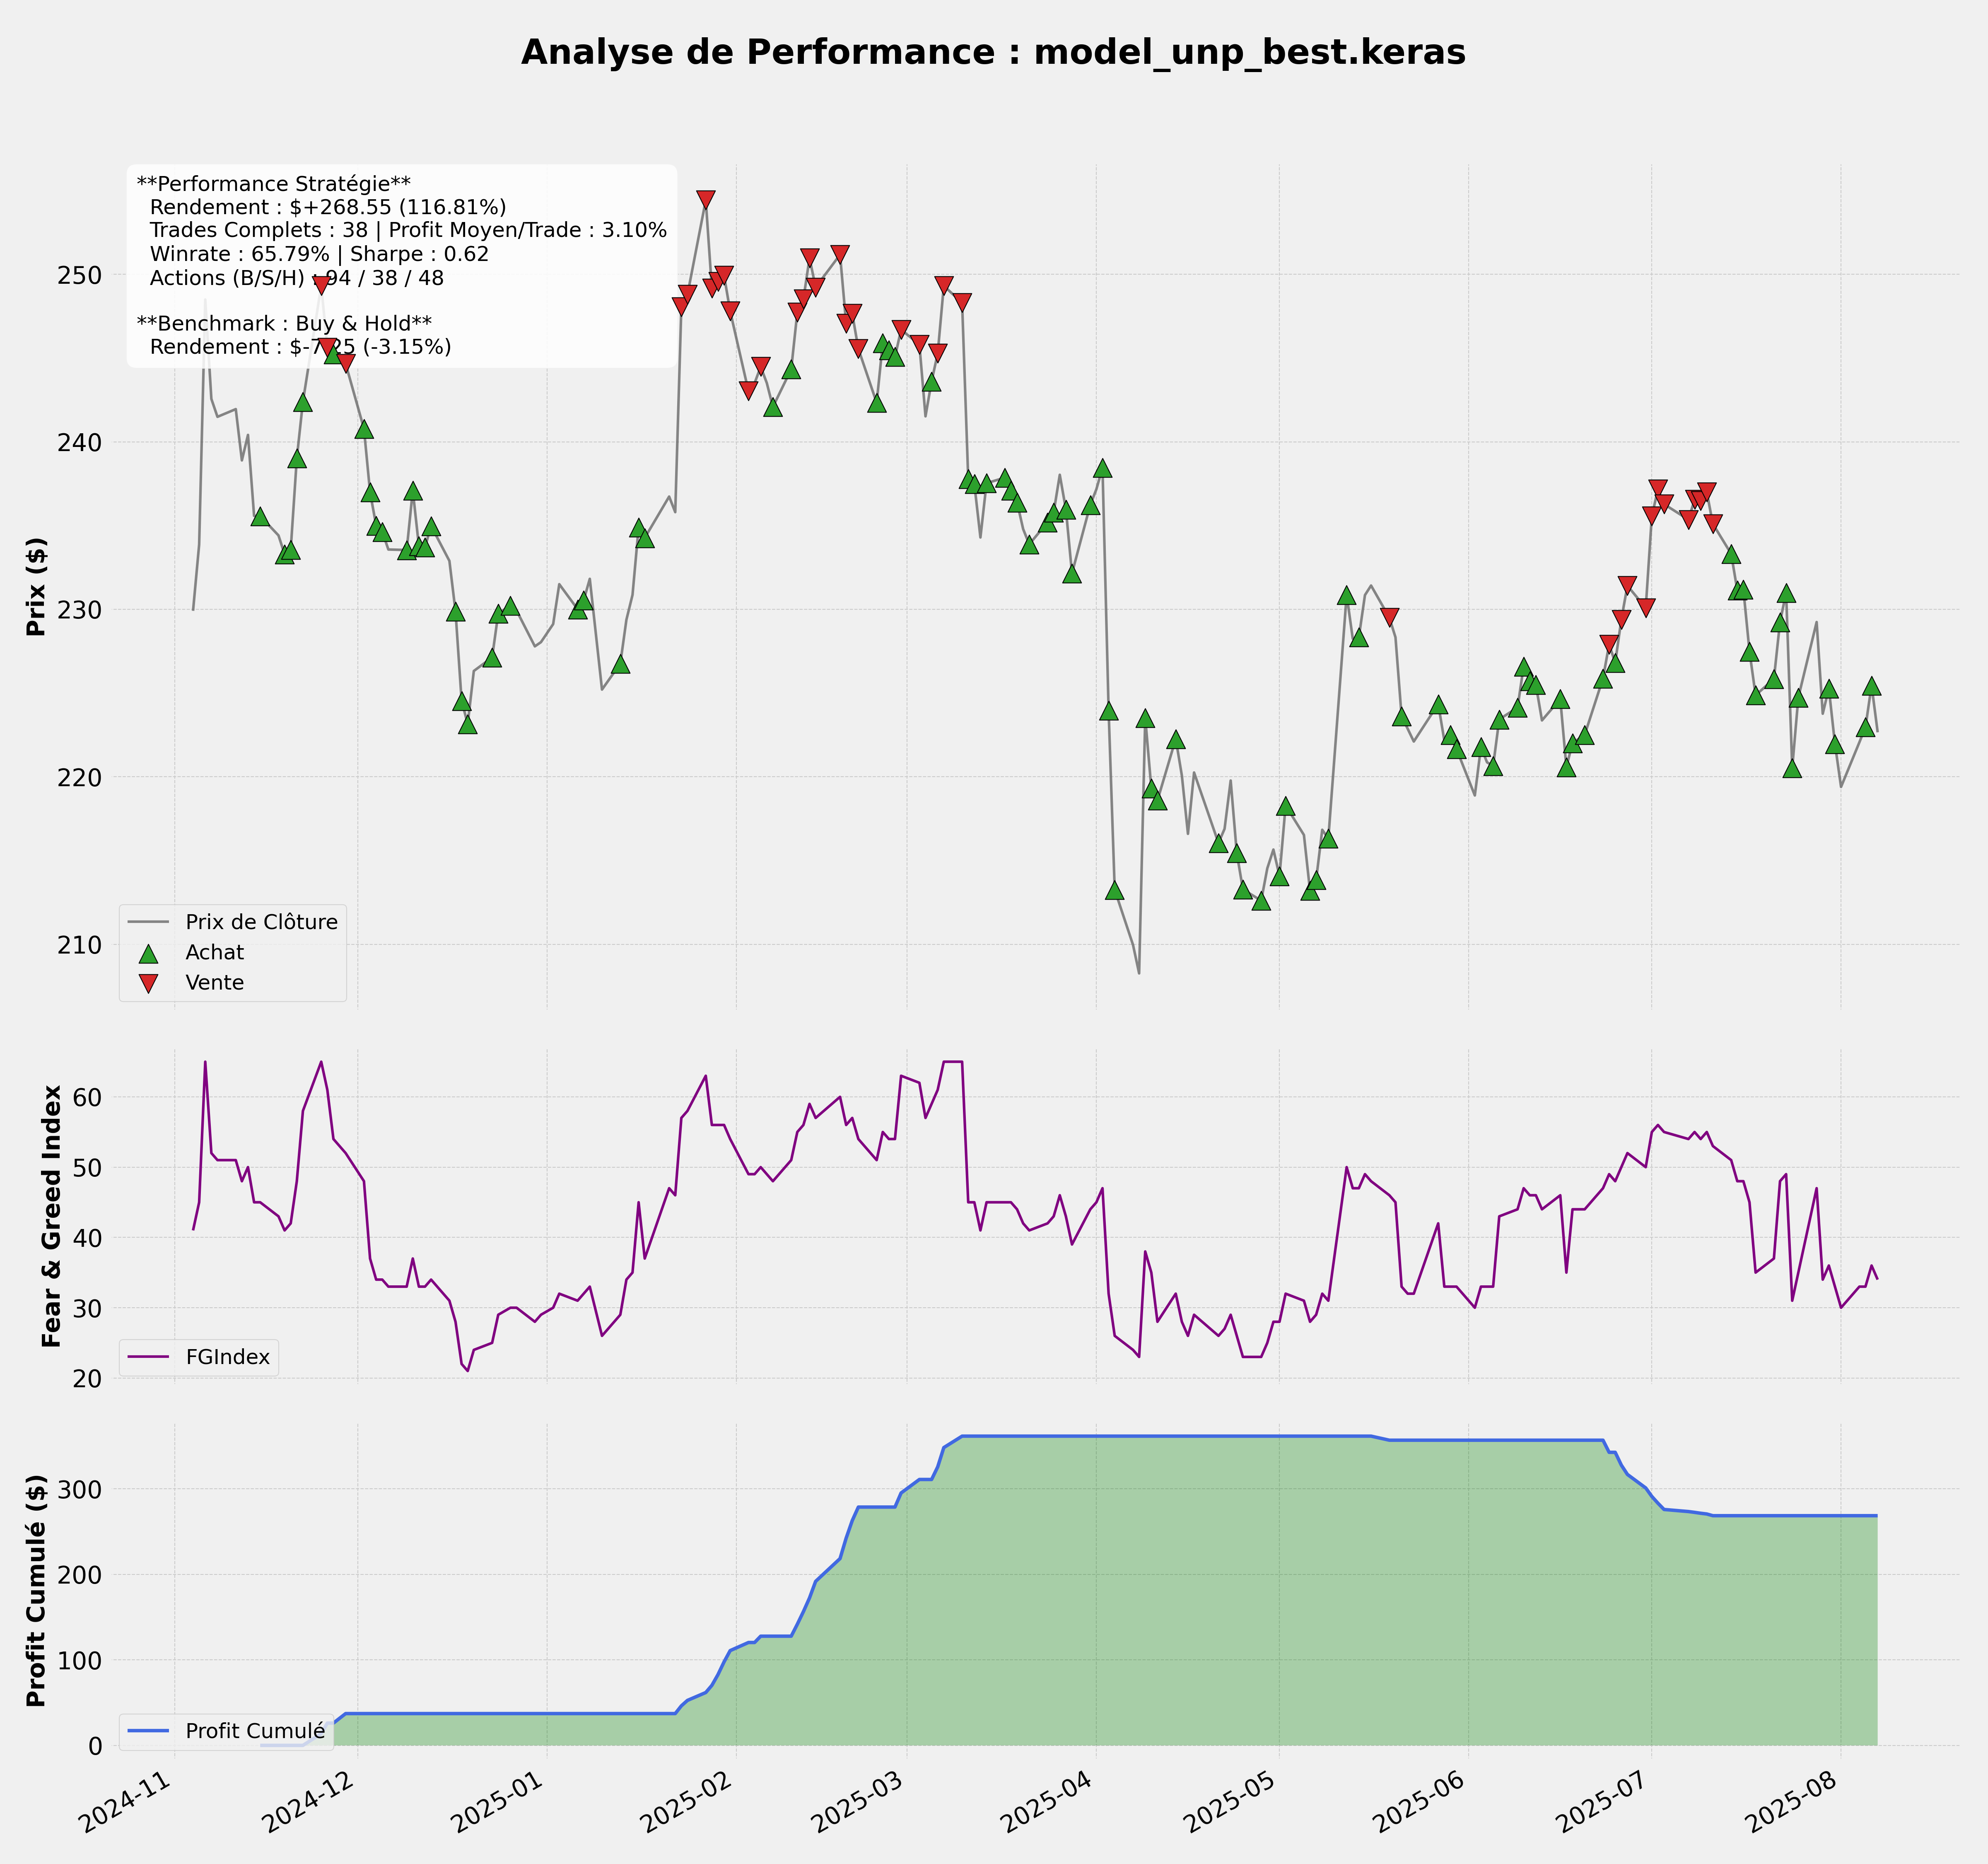 Analyse de Performance : model_unp_best.keras
**Performance Stratégie**
Rendement : $+268.55 (116.81%)
Trades Complets : 38 | Profit Moyen/Trade : 3.10%
Winrate : 65.79% | Sharpe : 0.62
Actions (B/S/H) : 94 / 38 / 48
**Benchmark : Buy & Hold**
Rendement : $-7.25 (-3.15%)
Prix ($)
250
240
230
220
210
Prix de Clôture
Achat
Vente
Fear & Greed Index
60
50
40
30
20
FGIndex
Profit Cumulé ($)
300
200
100
0
Profit Cumulé
2024-11
2024-12
2025-01
2025-02
2025-03
2025-04
2025-05
2025-06
2025-07
2025-08